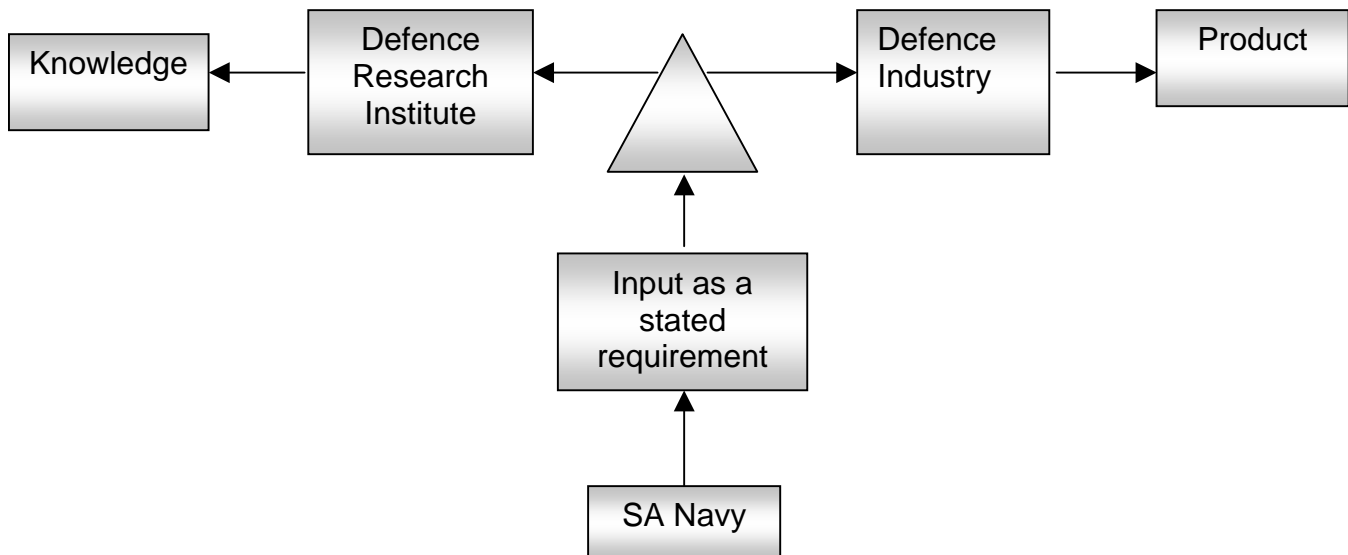 Knowledge
Defence
Research
Institute
Defence
Industry
Product
Input as a
stated
requirement
SA Navy